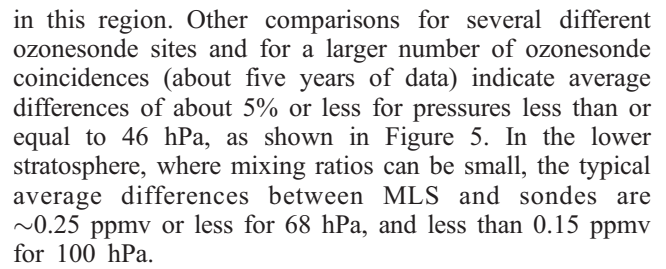 in this region. Other comparisons for several different
ozonesonde sites and for a larger number of ozonesonde
coincidences (about five years of data) indicate average
differences of about 5% or less for pressures less than or
equal to 46 hPa, as shown in Figure 5. In the lower
stratosphere, where mixing ratios can be small, the typical
average differences between MLS and sondes are
∼0.25 ppmv or less for 68 hPa, and less than 0.15 ppmv
for 100 hPa.